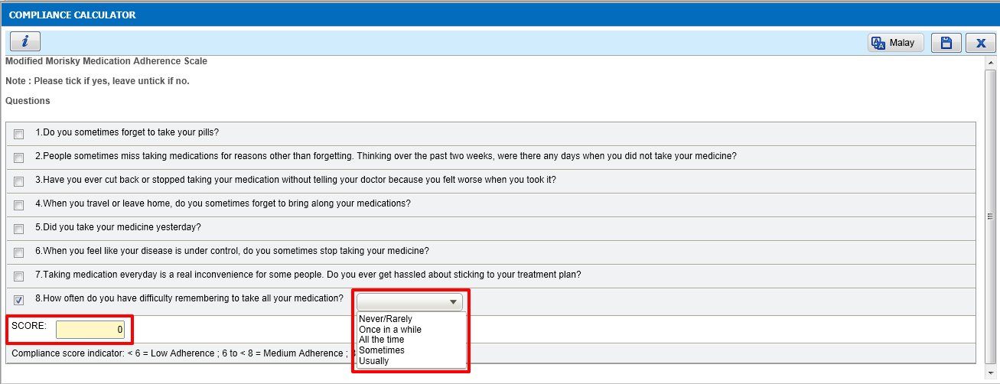 COMPLIANCE CALCULATOR
i
Malay
X
Modified Morisky Medication Adherence Scale
Note : Please tick if yes, leave untick if no.
Questions
1.Do you sometimes forget to take your pills?
2.People sometimes miss taking medications for reasons other than forgetting. Thinking over the past two weeks, were there any days when you did not take your medicine?
3.Have you ever cut back or stopped taking your medication without telling your doctor because you felt worse when you took it?
4.When you travel or leave home, do you sometimes forget to bring along your medications?
5.Did you take your medicine yesterday?
6.When you feel like your disease is under control, do you sometimes stop taking your medicine?
7.Taking medication everyday is a real inconvenience for some people. Do you ever get hassled about sticking to your treatment plan?
8.How often do you have difficulty remembering to take all your medication?
Never/Rarely
Once in a while
All the time
Sometimes
Usually
SCORE: 0
Compliance score indicator: < 6 = Low Adherence ; 6 to < 8 = Medium Adherence ;